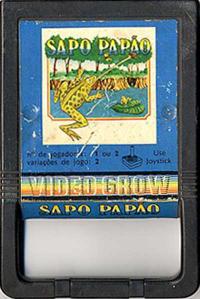 SAPO PAPÃO
nº de jogadores: 1 ou 2
variações de jogo: 2
Use
Joystick
VIDEO GROW
SAPO PAPÃO